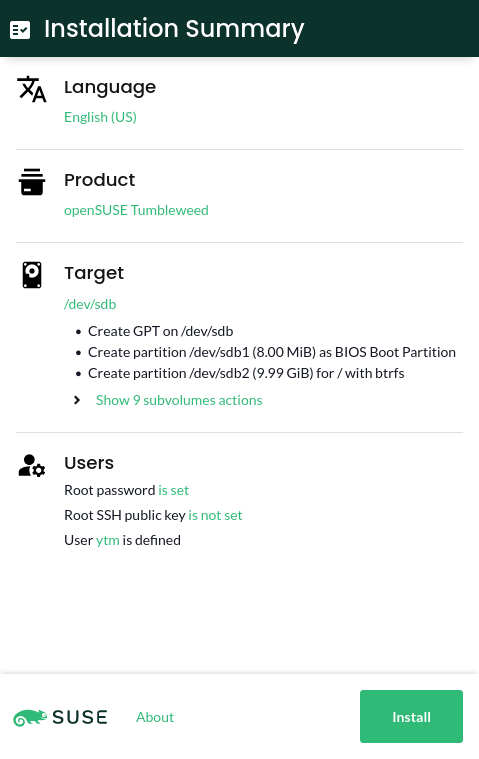 Installation Summary
Language
English (US)
Product
openSUSE Tumbleweed
Target
/dev/sdb
• Create GPT on /dev/sdb
• Create partition /dev/sdb1 (8.00 MiB) as BIOS Boot Partition
• Create partition /dev/sdb2 (9.99 GiB) for / with btrfs
Show 9 subvolumes actions
Users
Root password is set
Root SSH public key is not set
User ytm is defined
SUSE About Install